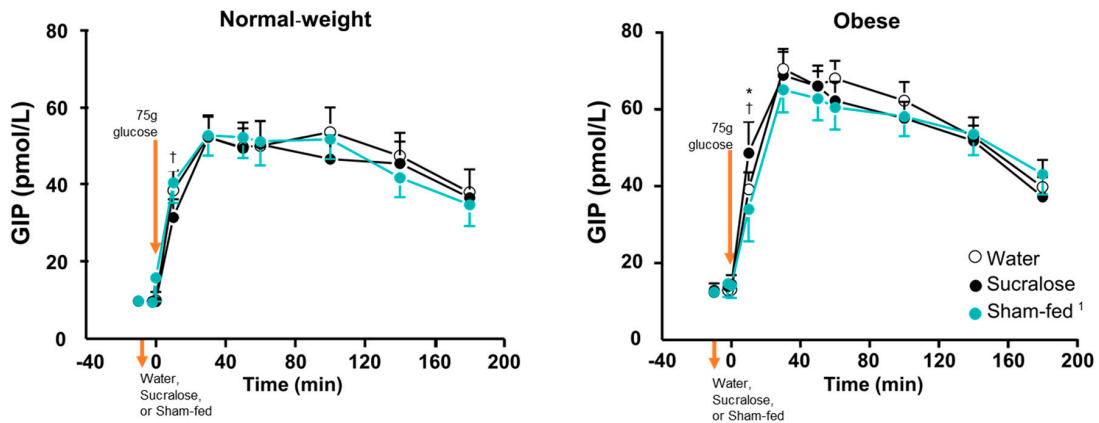 Normal-weight
GIP (pmol/L)
80
60
40
20
0
75g
glucose
†
-40
0
40
80
120
160
200
Time (min)
Water,
Sucralose,
or Sham-fed
Obese
GIP (pmol/L)
80
60
40
20
0
75g
glucose
*
†
Water
Sucralose
Sham-fed 1
-40
0
40
80
120
160
200
Time (min)
Water,
Sucralose,
or Sham-fed